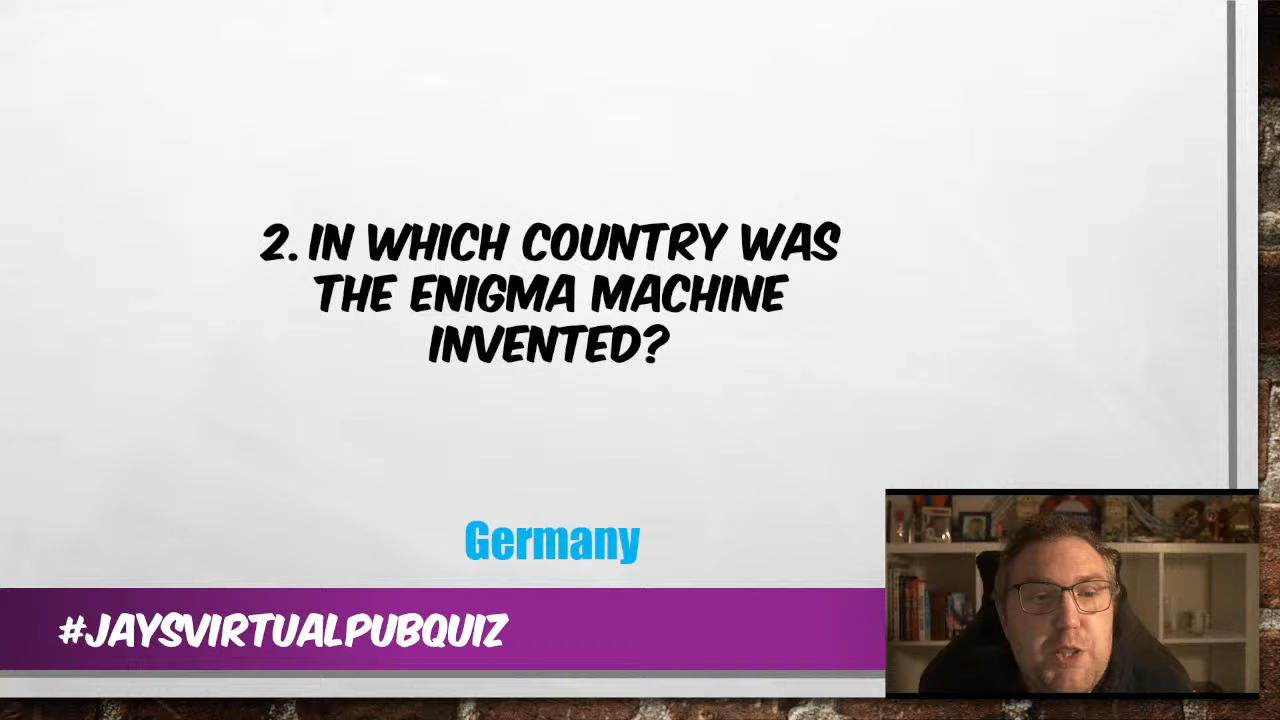 2. IN WHICH COUNTRY WAS
THE ENIGMA MACHINE
INVENTED?
Germany
#JAYSVIRTUALPUBQUIZ